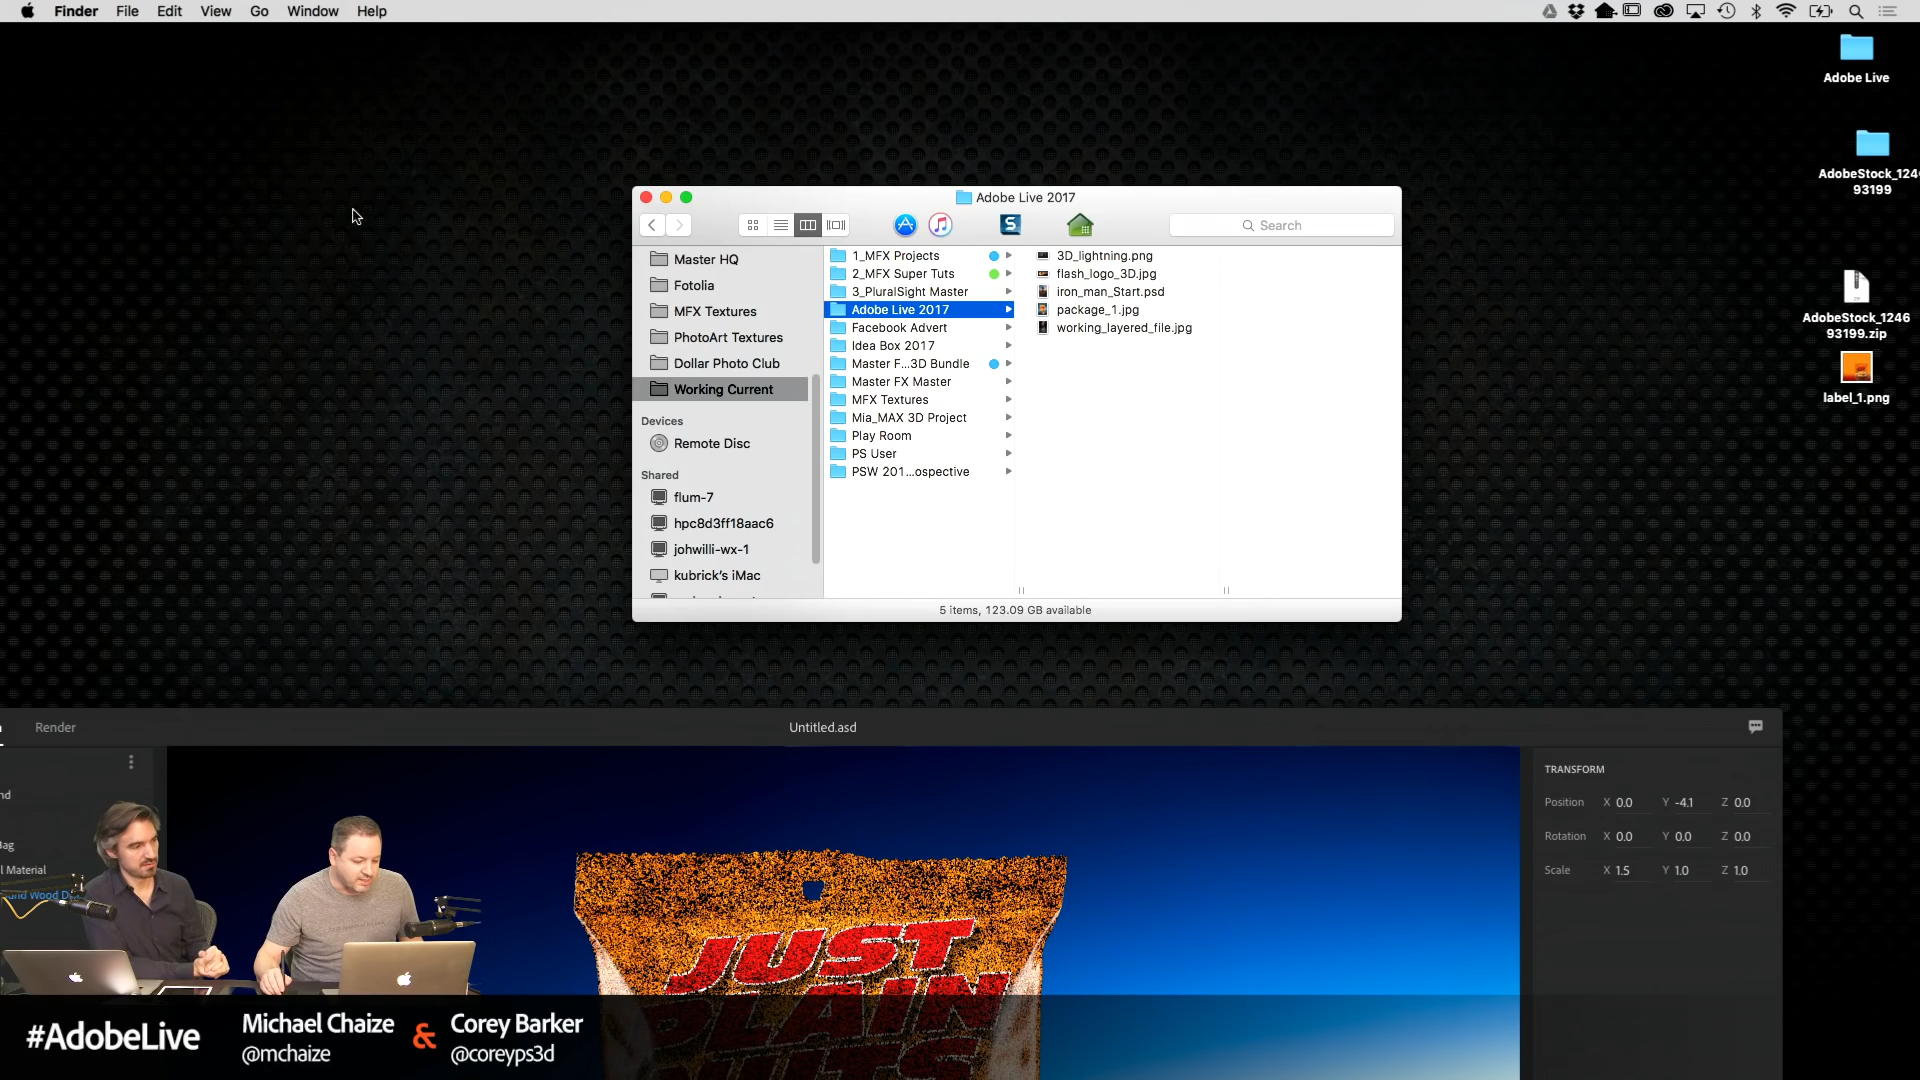 Finder File Edit View Go Window Help
Adobe Live
AdobeStock_124693199
AdobeStock_1246
93199.zip
label_1.png
Adobe Live 2017
Search
Master HQ
Fotolia
MFX Textures
PhotoArt Textures
Dollar Photo Club
Working Current
Devices
Remote Disc
Shared
flum-7
hpc8d3ff18aac6
johwilli-wx-1
kubrick's iMac
1_MFX Projects
2_MFX Super Tuts
3_PluralSight Master
Adobe Live 2017
Facebook Advert
Idea Box 2017
Master F...3D Bundle
Master FX Master
MFX Textures
Mia_MAX 3D Project
Play Room
PS User
PSW 201...ospective
3D_lightning.png
flash_logo_3D.jpg
iron_man_Start.psd
package_1.jpg
working_layered_file.jpg
5 items, 123.09 GB available
Render
Untitled.asd
TRANSFORM
Position X 0.0 Y -4.1 Z 0.0
Rotation X 0.0 Y 0.0 Z 0.0
Scale X 1.5 Y 1.0 Z 1.0
l Material
JUST
PLAIN
NUTS
#AdobeLive
Michael Chaize
@mchaize
&
Corey Barker
@coreyps3d